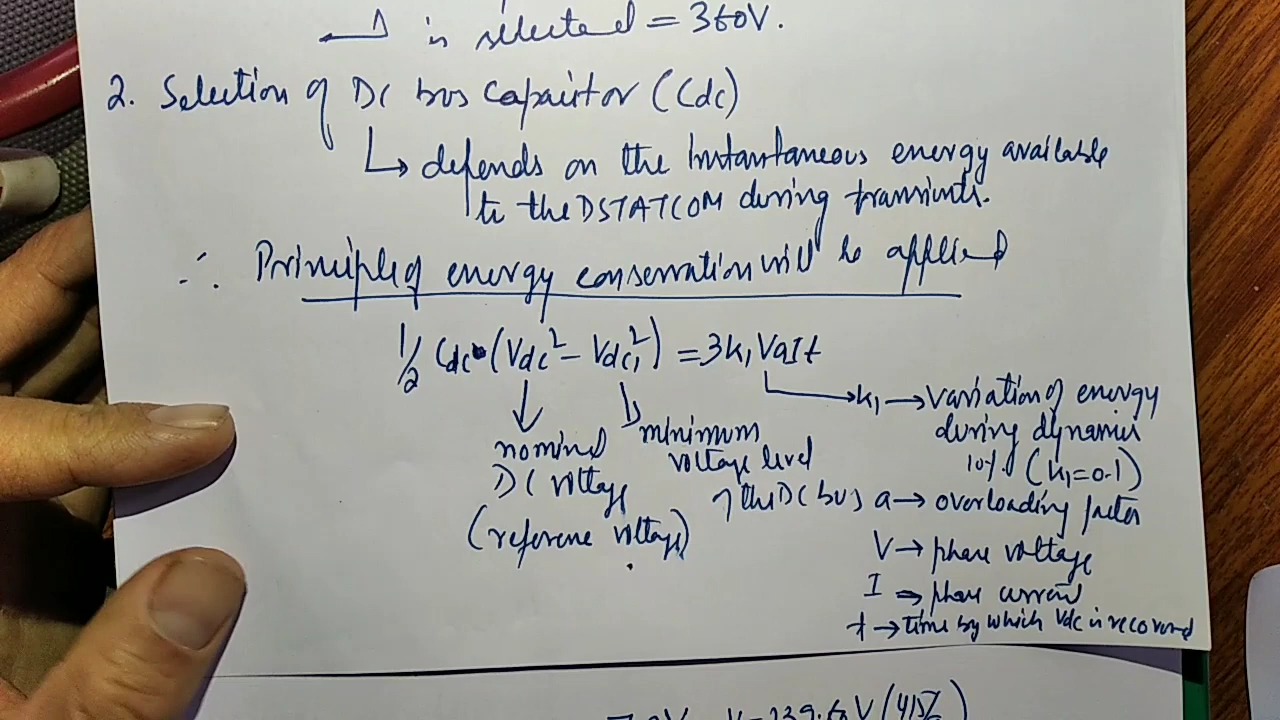 is selected = 360V.
2. Selection of DC bus Capacitor (Cdc)
↳ depends on the Instantaneous energy available
to the DSTATCOM during transients.
∴ Principle of energy conservation will be applied
1/2 Cdc (Vdc² - Vdc₁²) = 3k₁VaIt
k₁ → Variation of energy
during dynamics
10% (k₁=0.1)
nominal DC voltage (reference voltage)
minimum voltage level of the DC bus
a → overloading factor
V → phase voltage
I → phase current
t → time by which Vdc is recovered
239.6V (415/